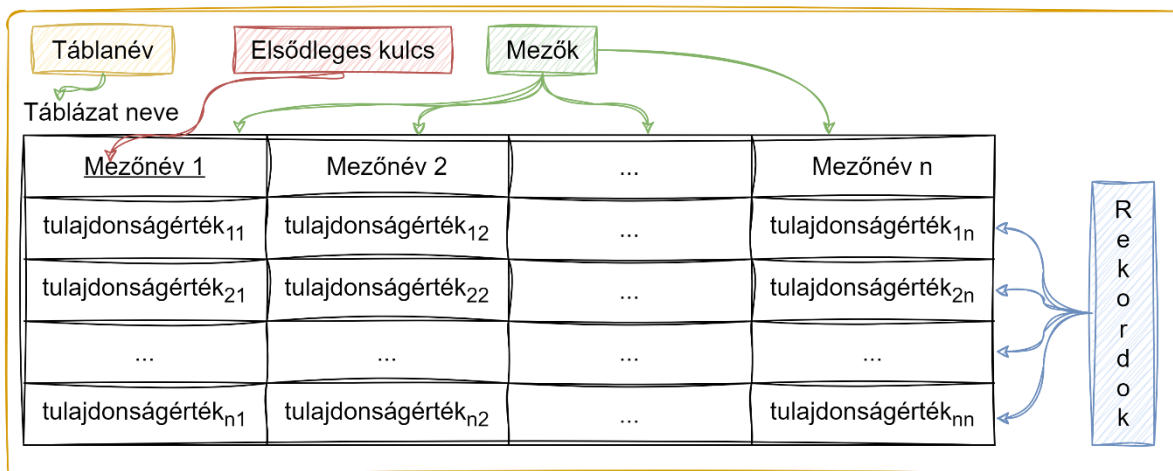 Táblanév Elsődleges kulcs Mezők
Táblázat neve
Mezőnév 1 Mezőnév 2 ... Mezőnév n
tulajdonságérték11 tulajdonságérték12 ... tulajdonságérték1n
tulajdonságérték21 tulajdonságérték22 ... tulajdonságérték2n
... ... ... ...
tulajdonságértékn1 tulajdonságértékn2 ... tulajdonságértéknn
Rekordok